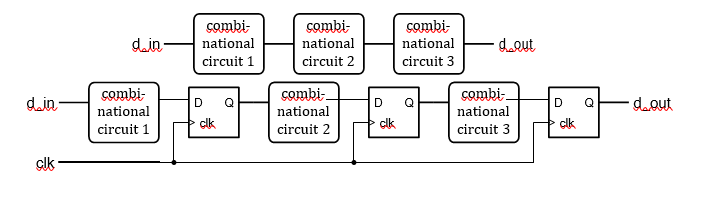 combi-
national
circuit 1
combi-
national
circuit 2
combi-
national
circuit 3
d_in
d_out
combi-
national
circuit 1
combi-
national
circuit 2
combi-
national
circuit 3
d_in
D Q
clk
D Q
clk
D Q
clk
d_out
clk